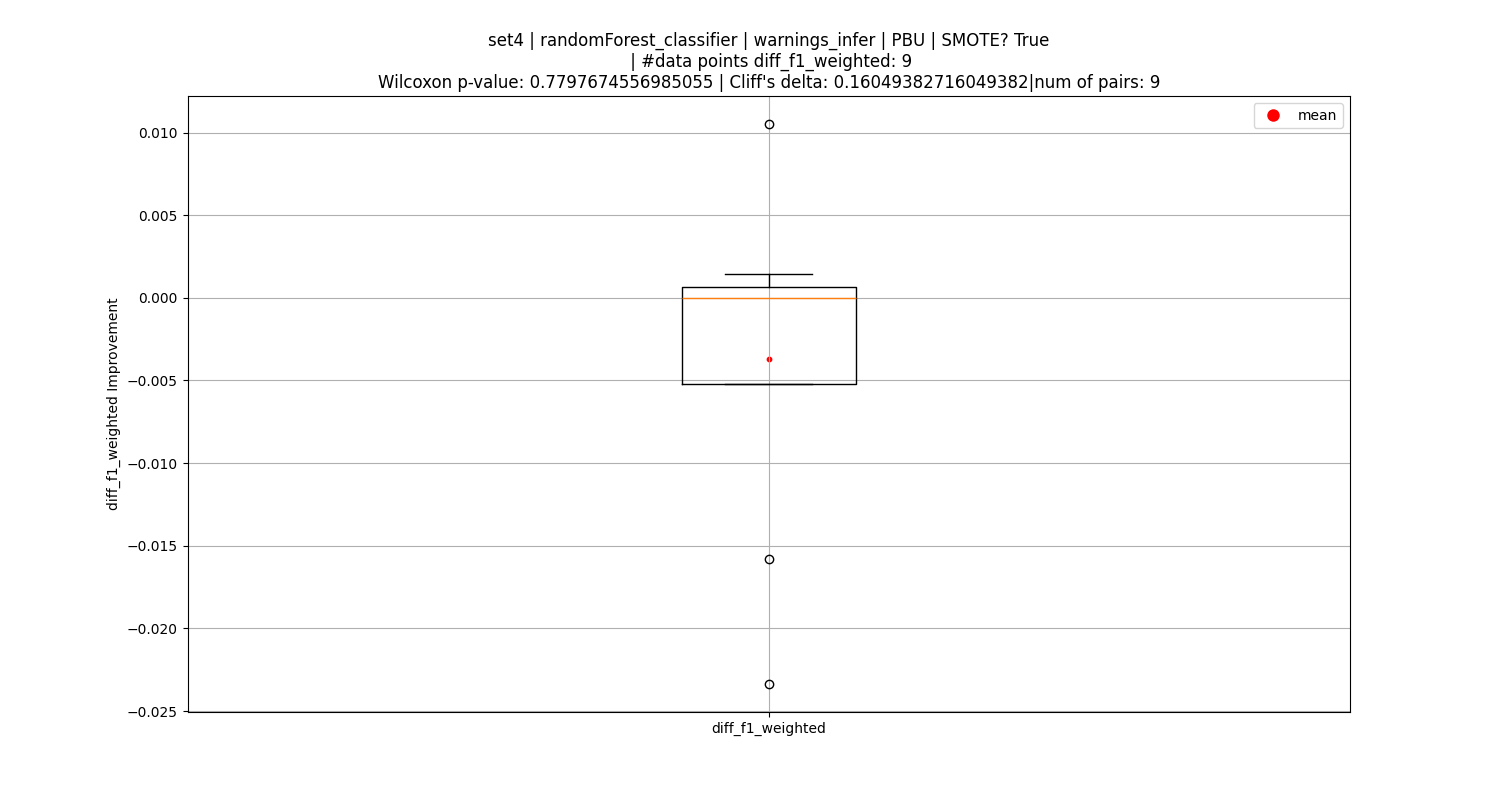 set4 | randomForest_classifier | warnings_infer | PBU | SMOTE? True
| #data points diff_f1_weighted: 9
Wilcoxon p-value: 0.7797674556985055 | Cliff's delta: 0.16049382716049382|num of pairs: 9
mean
0.010
0.005
0.000
−0.005
−0.010
−0.015
−0.020
−0.025
diff_f1_weighted Improvement
diff_f1_weighted